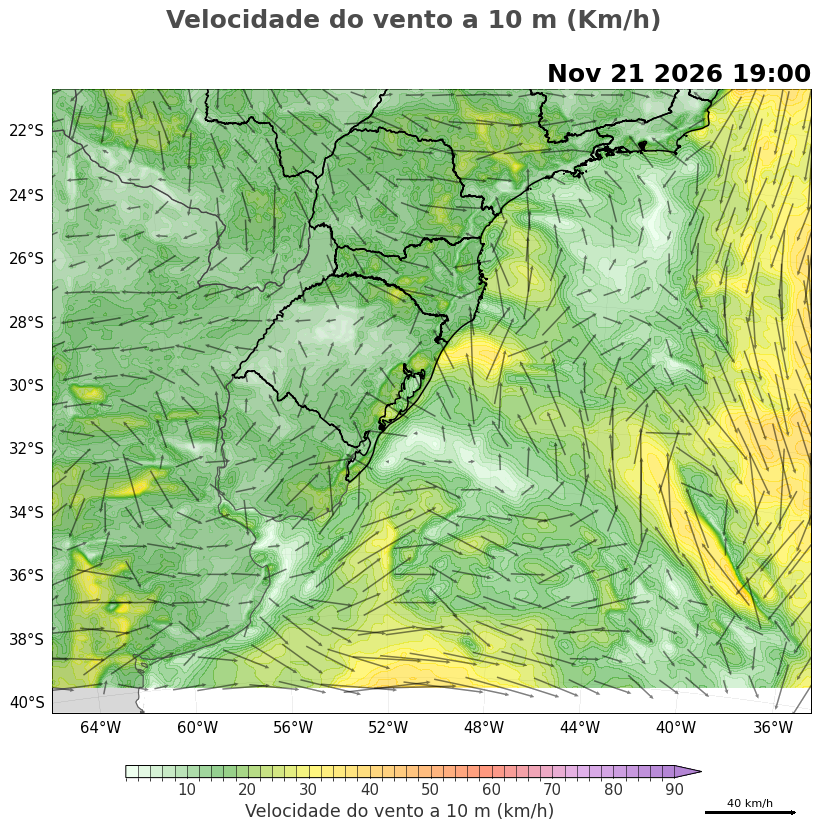 Velocidade do vento a 10 m (Km/h)
Nov 21 2026 19:00
22°S
24°S
26°S
28°S
30°S
32°S
34°S
36°S
38°S
40°S
64°W 60°W 56°W 52°W 48°W 44°W 40°W 36°W
10 20 30 40 50 60 70 80 90
Velocidade do vento a 10 m (km/h)
40 km/h